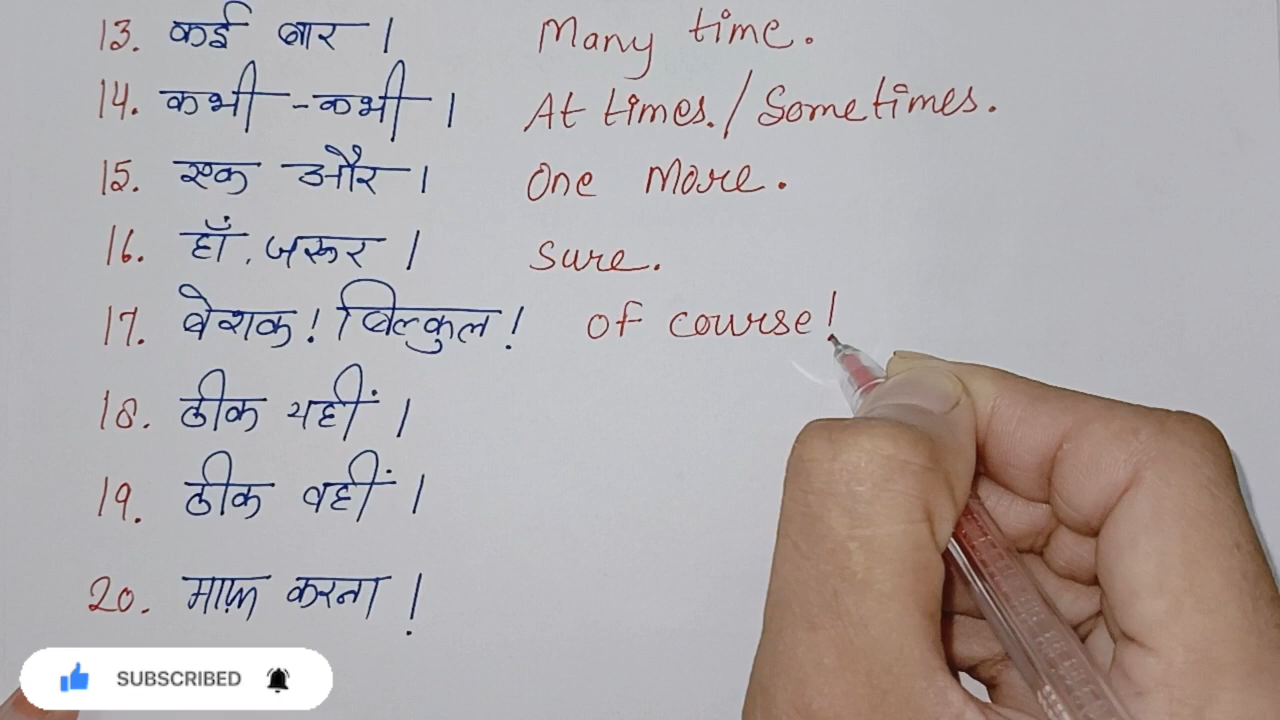 13. कई बार । Many time.
14. कभी - कभी । At times. / Sometimes.
15. एक और । One More.
16. हाँ, जरूर । Sure.
17. बेशक ! बिल्कुल ! of course !
18. ठीक यहीं ।
19. ठीक वहीं ।
20. माफ़ करना !
SUBSCRIBED